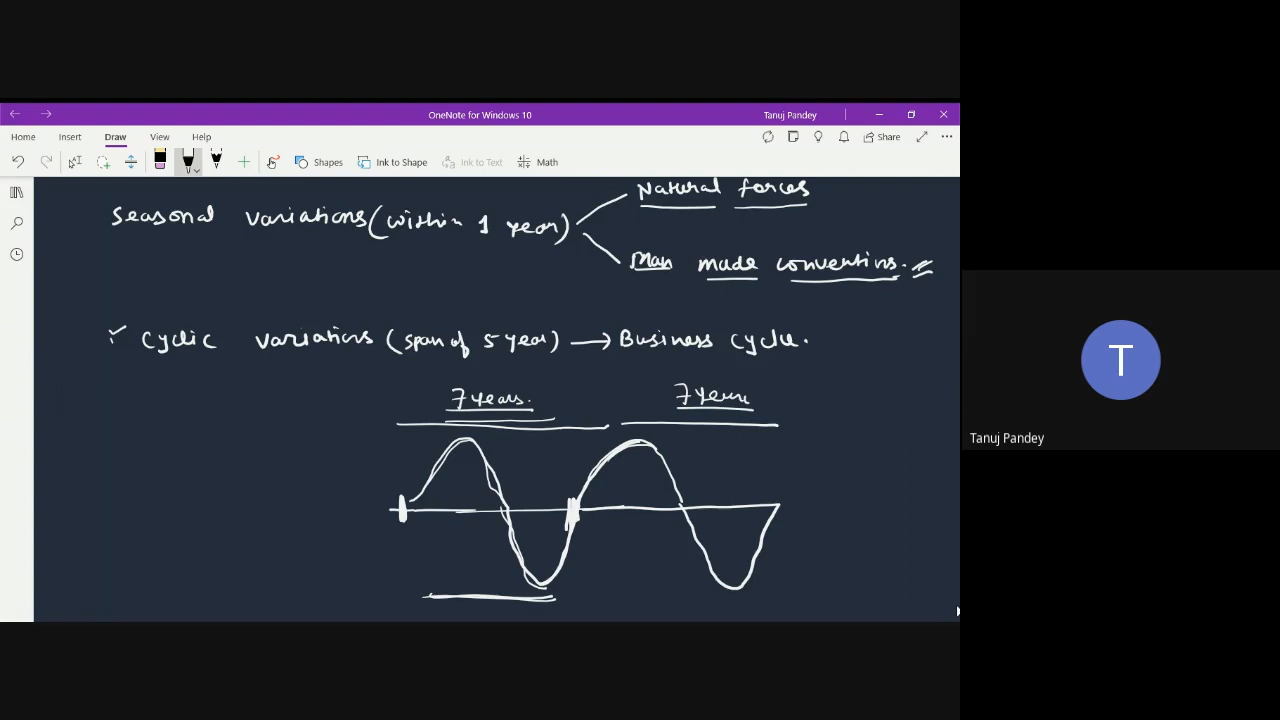 OneNote for Windows 10
Tanuj Pandey
Home Insert Draw View Help
Share
Shapes Ink to Shape Ink to Text Math
Natural forces
Seasonal variations (within 1 year)
Man made conventins.
Cyclic variations (span of 5 year) → Business cycle.
7 years. 7 years
T
Tanuj Pandey